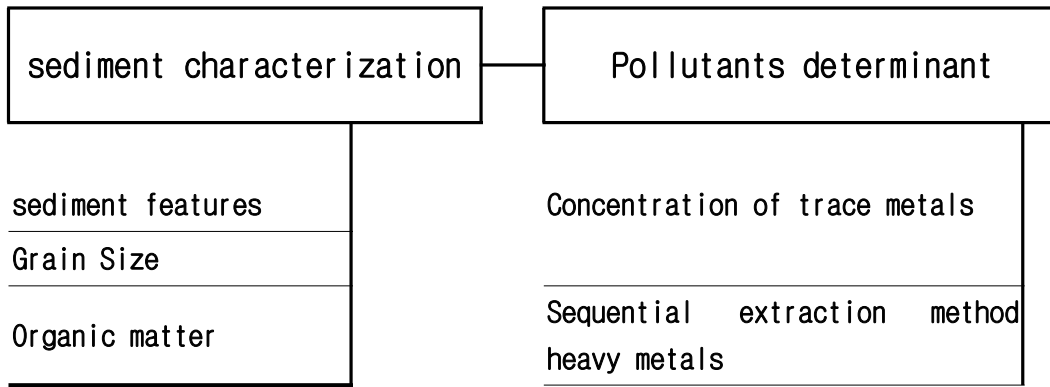 sediment characterization
Pollutants determinant
sediment features
Grain Size
Organic matter
Concentration of trace metals
Sequential extraction method
heavy metals